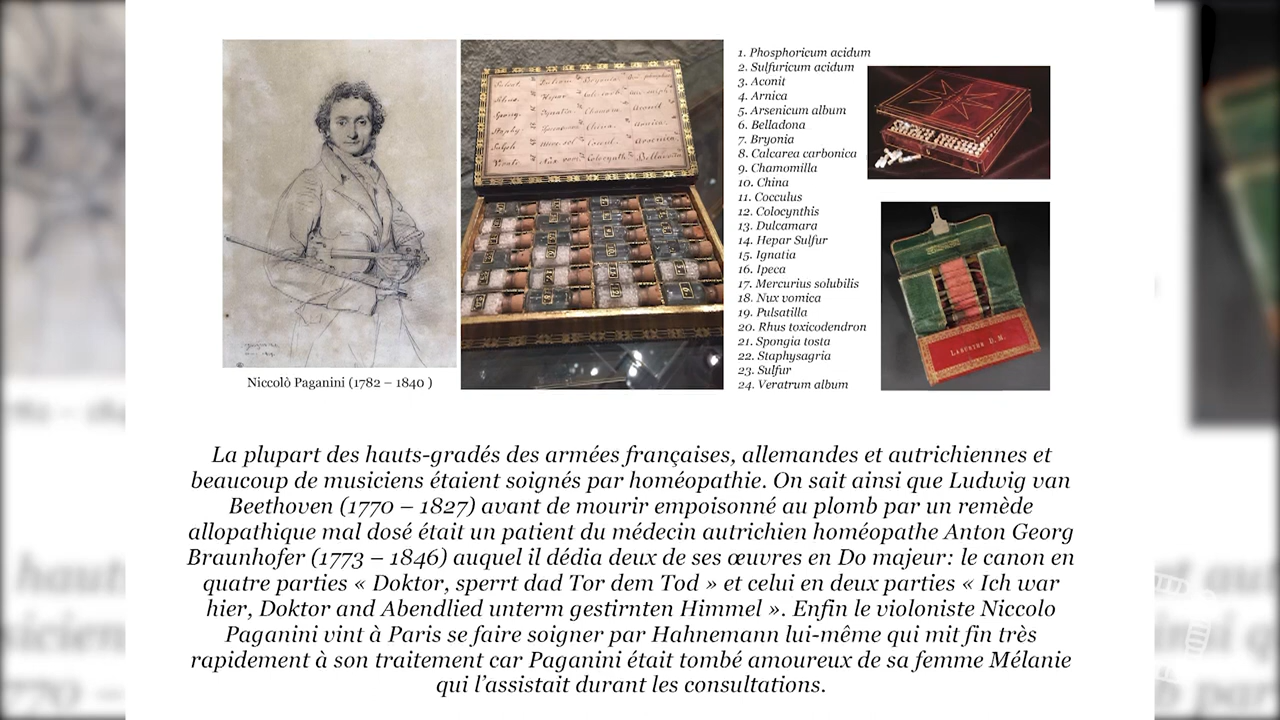 1. Phosphoricum acidum
2. Sulfuricum acidum
3. Aconit
4. Arnica
5. Arsenicum album
6. Belladona
7. Bryonia
8. Calcarea carbonica
9. Chamomilla
10. China
11. Cocculus
12. Colocynthis
13. Dulcamara
14. Hepar Sulfur
15. Ignatia
16. Ipeca
17. Mercurius solubilis
18. Nux vomica
19. Pulsatilla
20. Rhus toxicodendron
21. Spongia tosta
22. Staphysagria
23. Sulfur
24. Veratrum album
Niccolò Paganini (1782 – 1840 )
La plupart des hauts-gradés des armées françaises, allemandes et autrichiennes et
beaucoup de musiciens étaient soignés par homéopathie. On sait ainsi que Ludwig van
Beethoven (1770 – 1827) avant de mourir empoisonné au plomb par un remède
allopathique mal dosé était un patient du médecin autrichien homéopathe Anton Georg
Braunhofer (1773 – 1846) auquel il dédia deux de ses œuvres en Do majeur: le canon en
quatre parties « Doktor, sperrt dad Tor dem Tod » et celui en deux parties « Ich war
hier, Doktor and Abendlied unterm gestirnten Himmel ». Enfin le violoniste Niccolo
Paganini vint à Paris se faire soigner par Hahnemann lui-même qui mit fin très
rapidement à son traitement car Paganini était tombé amoureux de sa femme Mélanie
qui l'assistait durant les consultations.